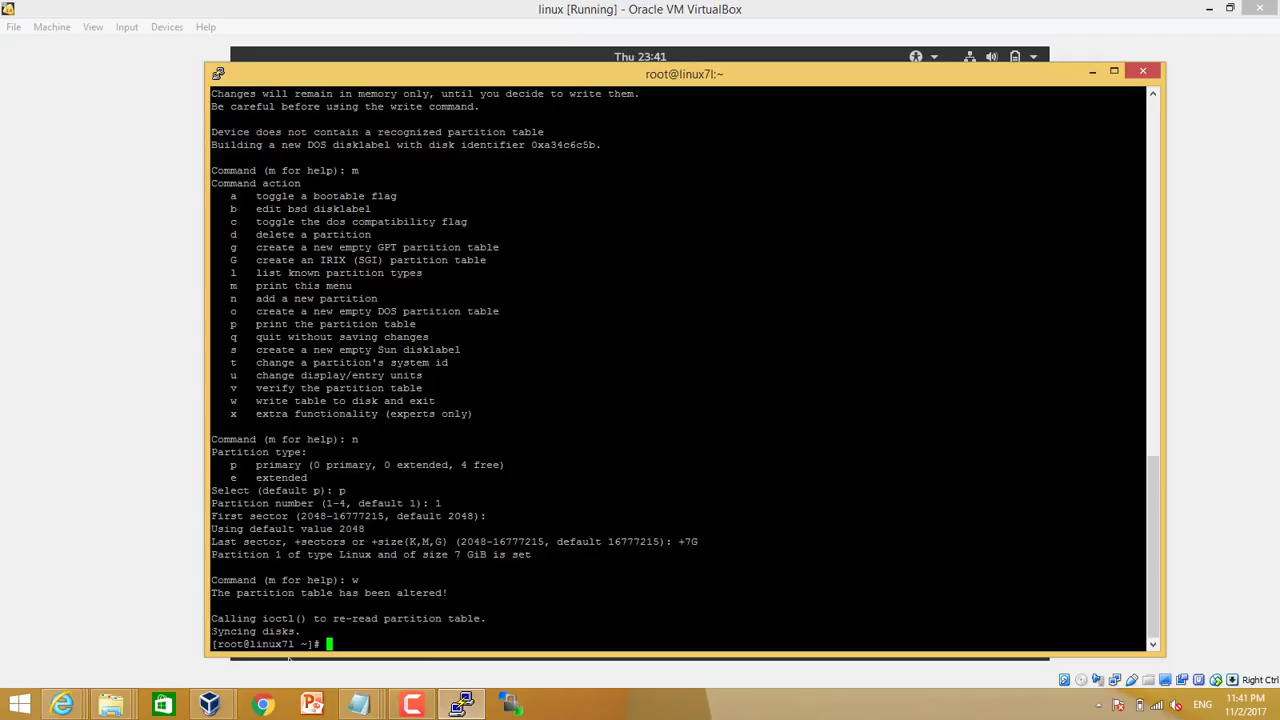 linux [Running] - Oracle VM VirtualBox
File Machine View Input Devices Help
Thu 23:41
root@linux7l:~
Changes will remain in memory only, until you decide to write them.
Be careful before using the write command.
Device does not contain a recognized partition table
Building a new DOS disklabel with disk identifier 0xa34c6c5b.
Command (m for help): m
Command action
a toggle a bootable flag
b edit bsd disklabel
c toggle the dos compatibility flag
d delete a partition
g create a new empty GPT partition table
G create an IRIX (SGI) partition table
l list known partition types
m print this menu
n add a new partition
o create a new empty DOS partition table
p print the partition table
q quit without saving changes
s create a new empty Sun disklabel
t change a partition's system id
u change display/entry units
v verify the partition table
w write table to disk and exit
x extra functionality (experts only)
Command (m for help): n
Partition type:
p primary (0 primary, 0 extended, 4 free)
e extended
Select (default p): p
Partition number (1-4, default 1): 1
First sector (2048-16777215, default 2048):
Using default value 2048
Last sector, +sectors or +size{K,M,G} (2048-16777215, default 16777215): +7G
Partition 1 of type Linux and of size 7 GiB is set
Command (m for help): w
The partition table has been altered!
Calling ioctl() to re-read partition table.
Syncing disks.
[root@linux7l ~]#
Right Ctrl
ENG
11:41 PM
11/2/2017